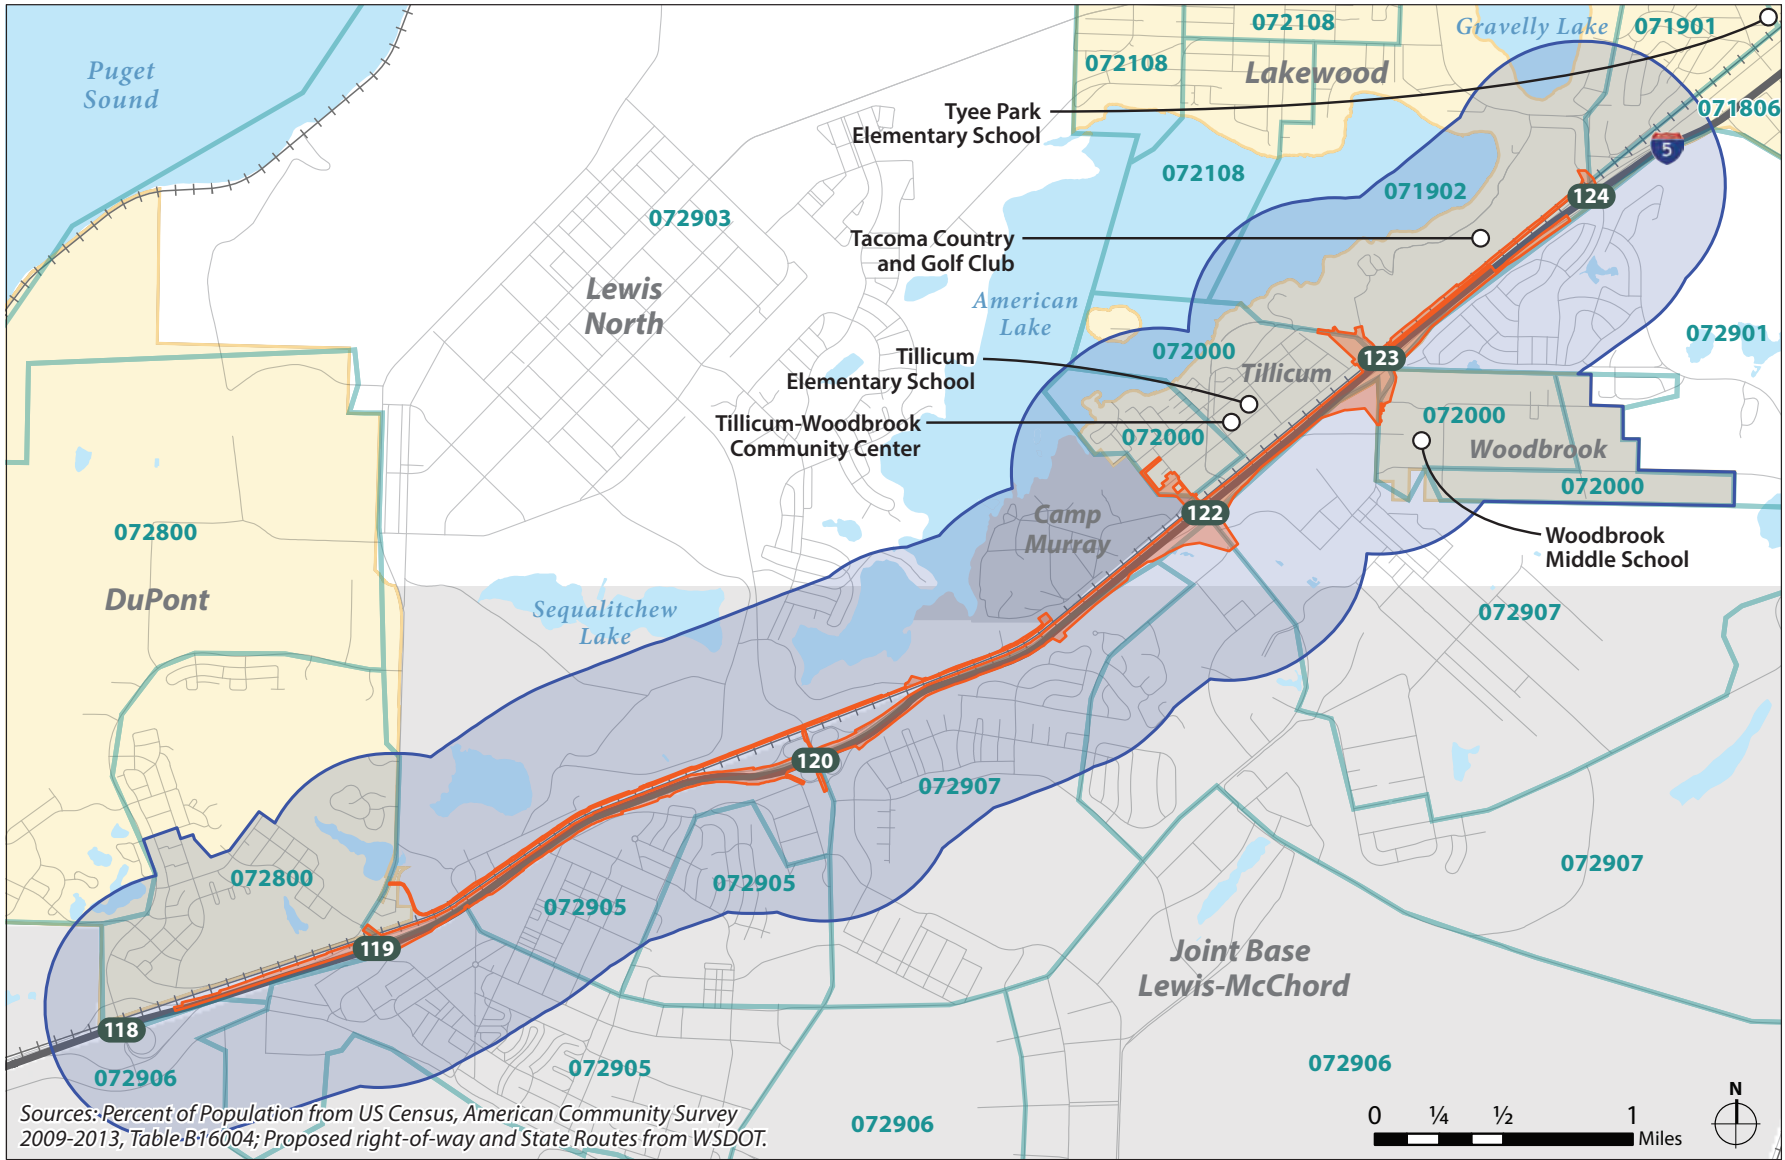 072108
Gravelly Lake
071901
Puget
Sound
072108
Lakewood
Tyee Park
Elementary School
071806
5
072108
071902
124
072903
Tacoma Country
and Golf Club
Lewis
North
American
Lake
072901
072000
123
Tillicum
Elementary School
Tillicum
Tillicum-Woodbrook
Community Center
072000
072000
Woodbrook
072000
122
Camp
Murray
072800
Woodbrook
Middle School
DuPont
Sequalitchew
Lake
072907
120
072907
072907
072800
072905
072905
119
Joint Base
Lewis-McChord
118
072906
072905
072906
072906
Sources: Percent of Population from US Census, American Community Survey
2009-2013, Table B16004; Proposed right-of-way and State Routes from WSDOT.
0 ¼ ½ 1
Miles
N